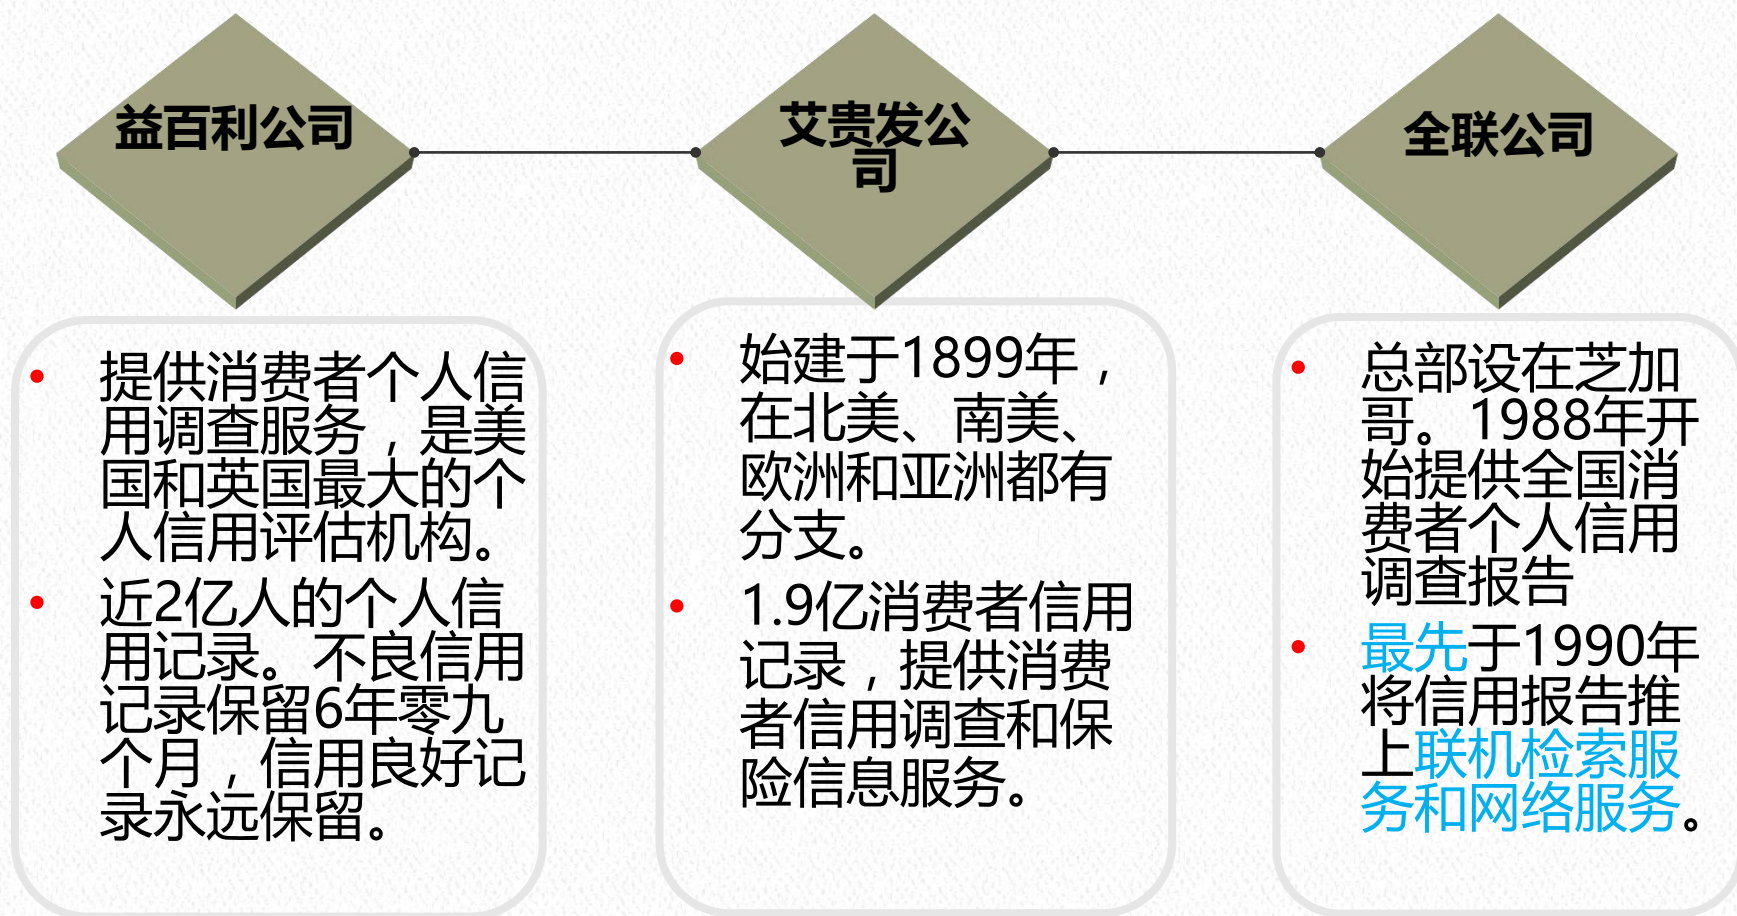 益百利公司
艾贵发公
司
全联公司
• 提供消费者个人信
用调查服务，是美
国和英国最大的个
人信用评估机构。
• 近2亿人的个人信
用记录。不良信用
记录保留6年零九
个月，信用良好记
录永远保留。
• 始建于1899年，
在北美、南美、
欧洲和亚洲都有
分支。
• 1.9亿消费者信用
记录，提供消费
者信用调查和保
险信息服务。
• 总部设在芝加
哥。1988年开
始提供全国消
费者个人信用
调查报告
• 最先于1990年
将信用报告推
上联机检索服
务和网络服务。